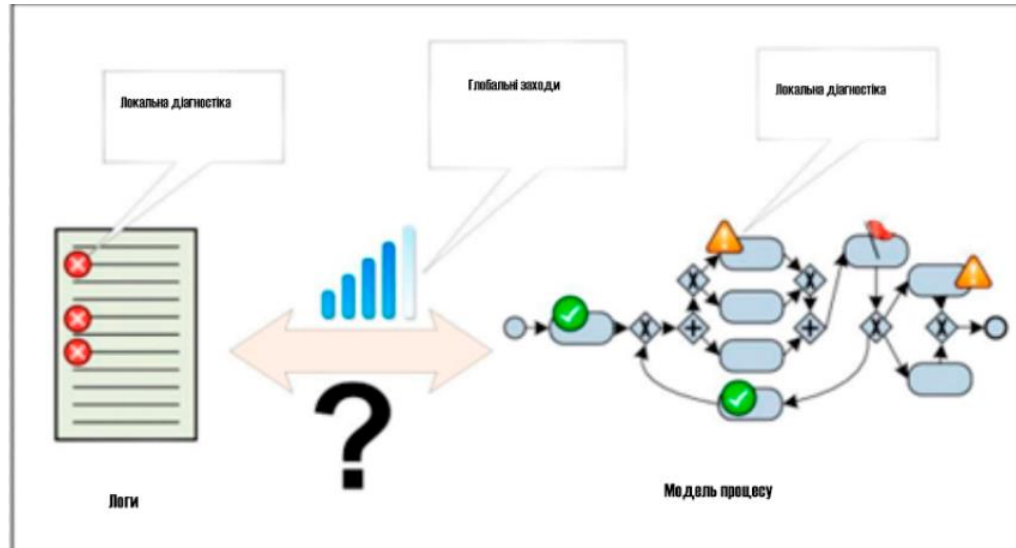 Локальна діагностіка
Глобальні заходи
Локальна діагностіка
?
Логи
Модель процесу